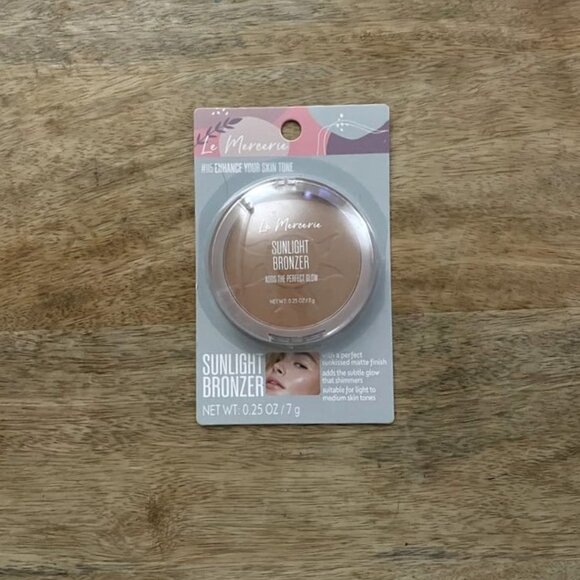 Le Mercerie
#115 ENHANCE YOUR SKIN TONE
Le Mercerie
SUNLIGHT
BRONZER
ADDS THE PERFECT GLOW
NET WT: 0.25 OZ/7g
SUNLIGHT
BRONZER
NET WT: 0.25 OZ / 7 g
with a perfect
sunkissed matte finish
adds the subtle glow
that shimmers
suitable for light to
medium skin tones